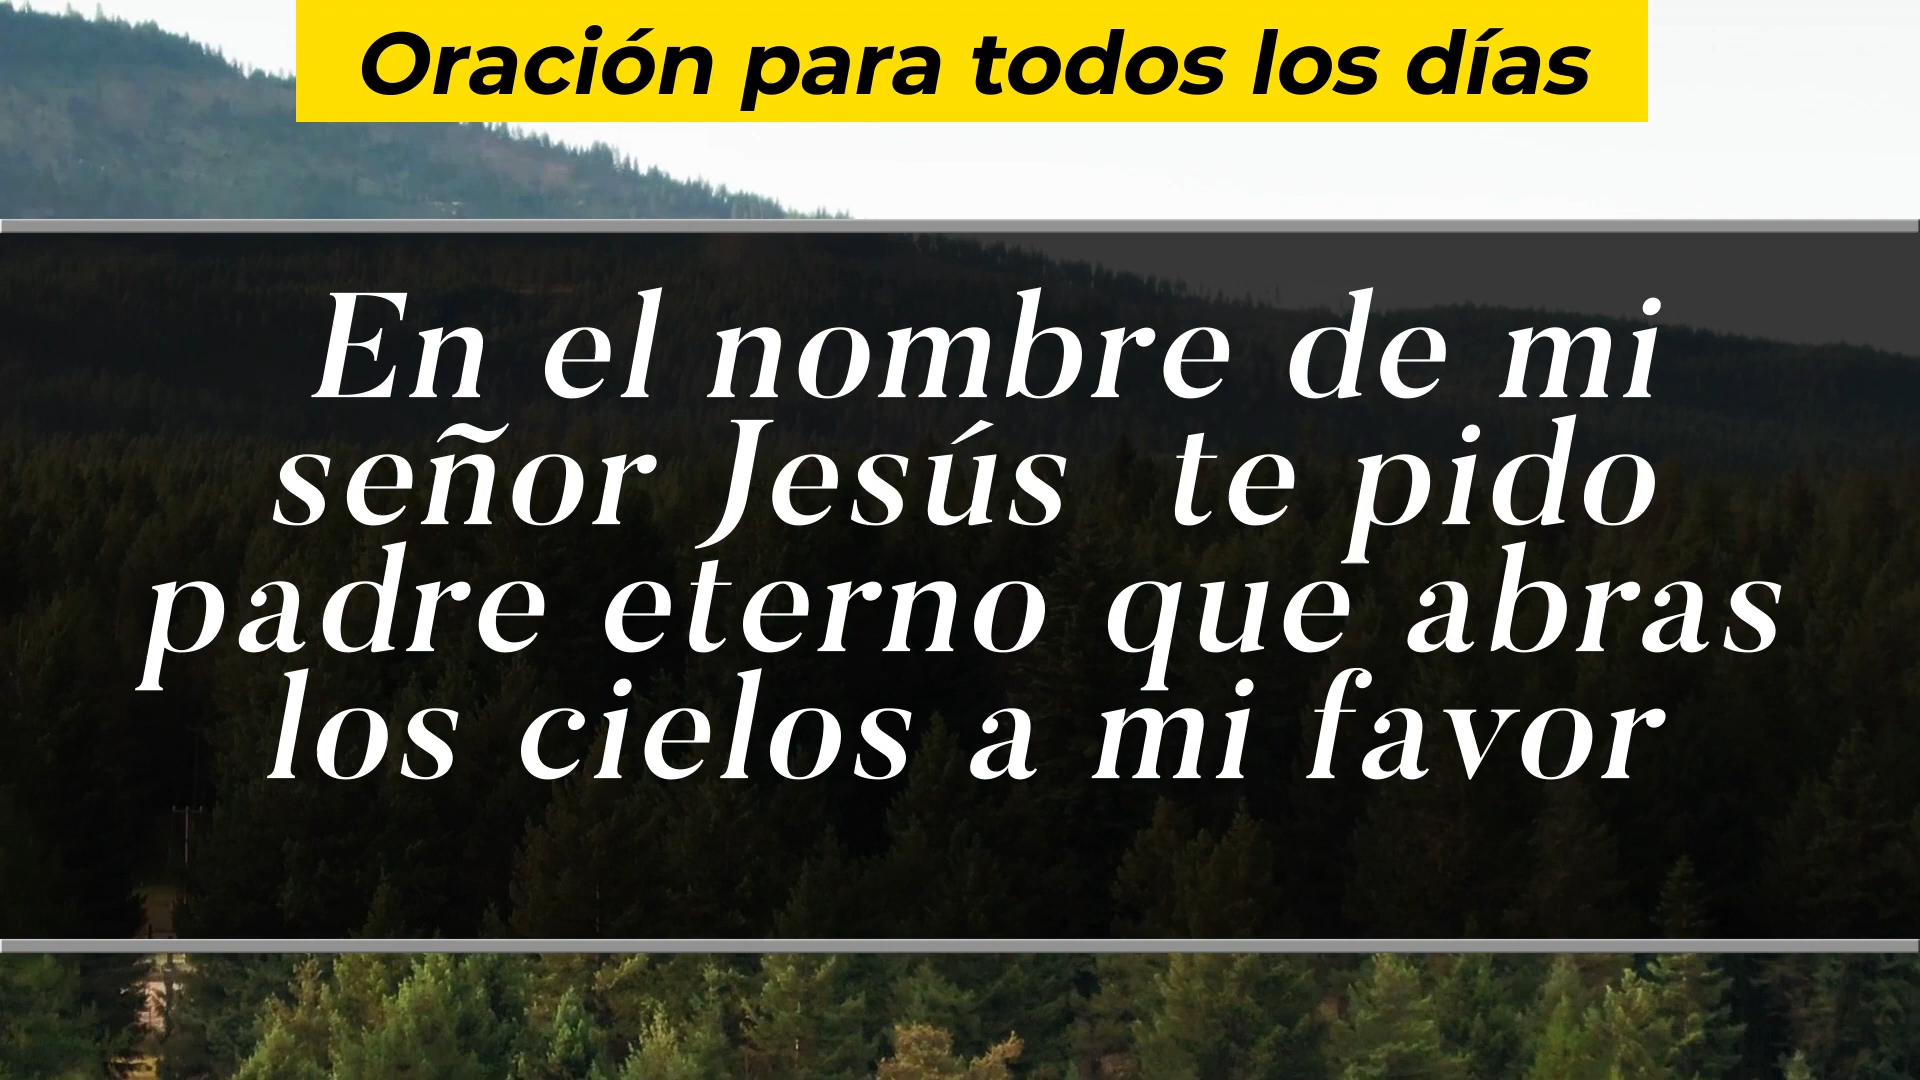 Oración para todos los días
En el nombre de mi
señor Jesús te pido
padre eterno que abras
los cielos a mi favor